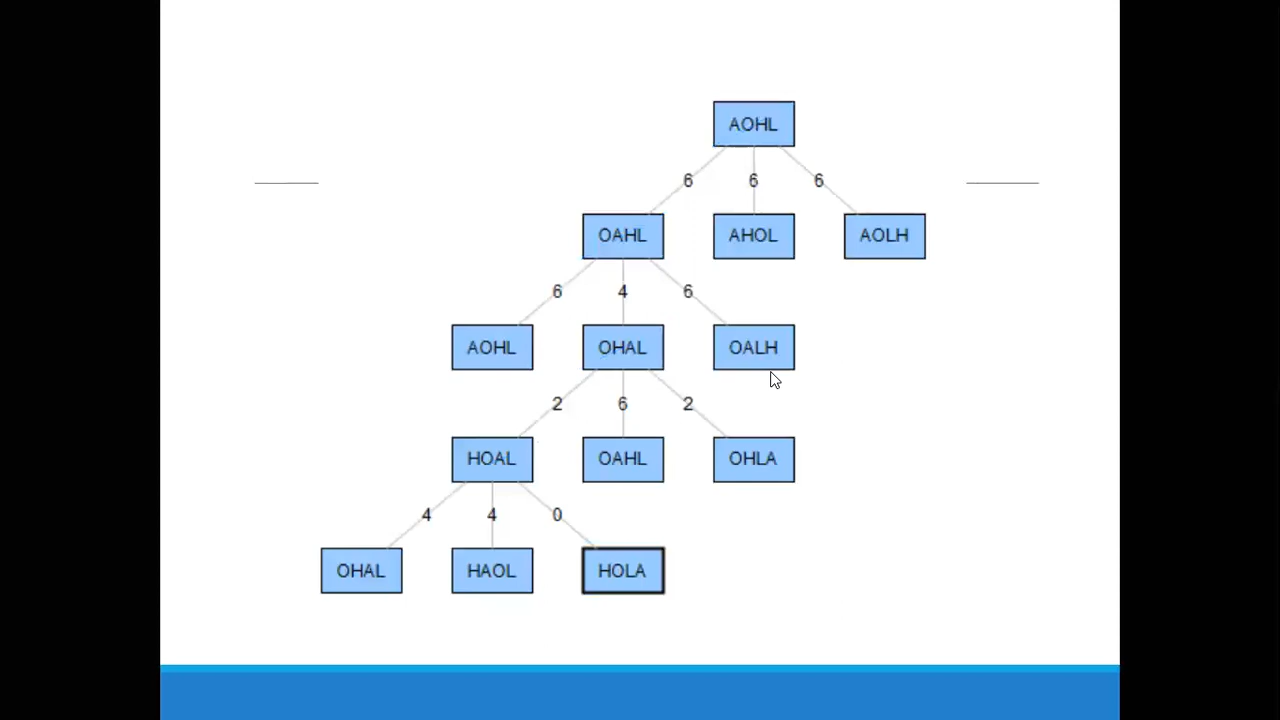 AOHL
6 6 6
OAHL AHOL AOLH
6 4 6
AOHL OHAL OALH
2 6 2
HOAL OAHL OHLA
4 4 0
OHAL HAOL HOLA